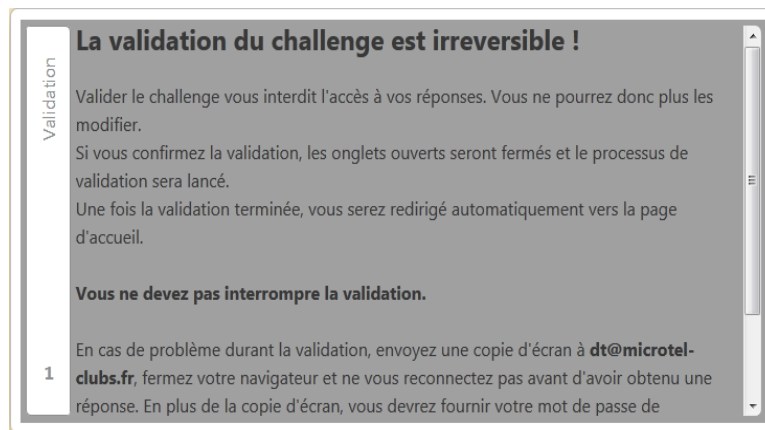 La validation du challenge est irreversible !
Validation
Valider le challenge vous interdit l'accès à vos réponses. Vous ne pourrez donc plus les
modifier.
Si vous confirmez la validation, les onglets ouverts seront fermés et le processus de
validation sera lancé.
Une fois la validation terminée, vous serez redirigé automatiquement vers la page
d'accueil.
Vous ne devez pas interrompre la validation.
En cas de problème durant la validation, envoyez une copie d'écran à dt@microtel-
clubs.fr, fermez votre navigateur et ne vous reconnectez pas avant d'avoir obtenu une
1
réponse. En plus de la copie d'écran, vous devrez fournir votre mot de passe de